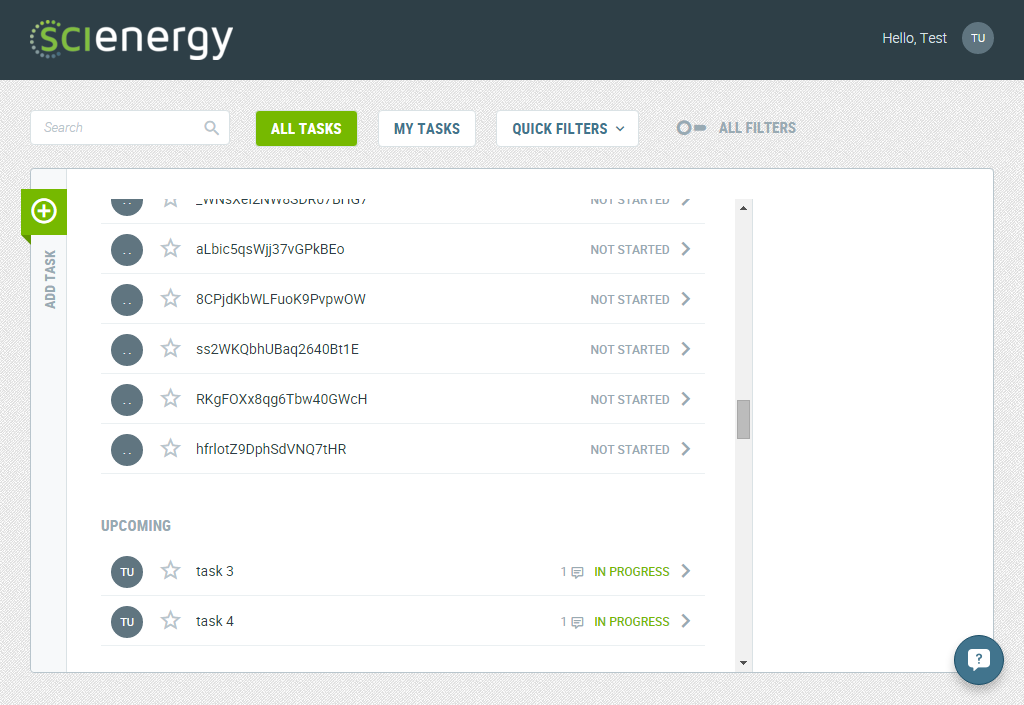 scienergy
Hello, Test TU
Search ALL TASKS MY TASKS QUICK FILTERS ALL FILTERS
ADD TASK
NOT STARTED
.. aLbic5qsWjj37vGPkBEo NOT STARTED
.. 8CPjdKbWLFuoK9PvpwOW NOT STARTED
.. ss2WKQbhUBaq2640Bt1E NOT STARTED
.. RKgFOXx8qg6Tbw40GWcH NOT STARTED
.. hfrlotZ9DphSdVNQ7tHR NOT STARTED
UPCOMING
TU task 3 1 IN PROGRESS
TU task 4 1 IN PROGRESS
?